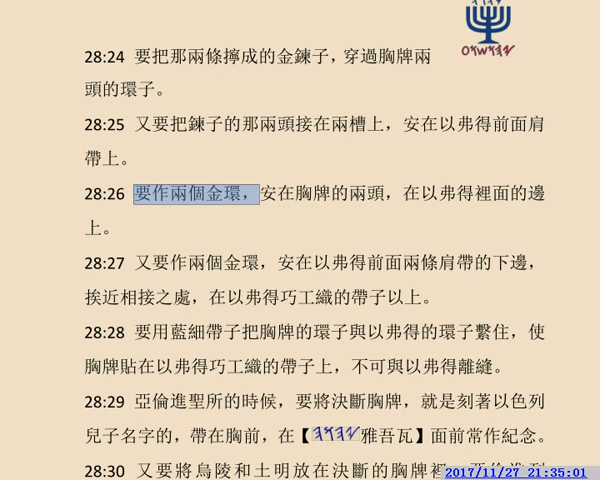 28:24 要把那兩條擰成的金鍊子，穿過胸牌兩
頭的環子。
28:25 又要把鍊子的那兩頭接在兩槽上，安在以弗得前面肩
帶上。
28:26 要作兩個金環，安在胸牌的兩頭，在以弗得裡面的邊
上。
28:27 又要作兩個金環，安在以弗得前面兩條肩帶的下邊，
挨近相接之處，在以弗得巧工織的帶子以上。
28:28 要用藍細帶子把胸牌的環子與以弗得的環子繫住，使
胸牌貼在以弗得巧工織的帶子上，不可與以弗得離縫。
28:29 亞倫進聖所的時候，要將決斷胸牌，就是刻著以色列
兒子名字的，帶在胸前，在【雅吾瓦】面前常作紀念。
28:30 又要將烏陵和土明放在決斷的胸牌裡
2017/11/27 21:35:01